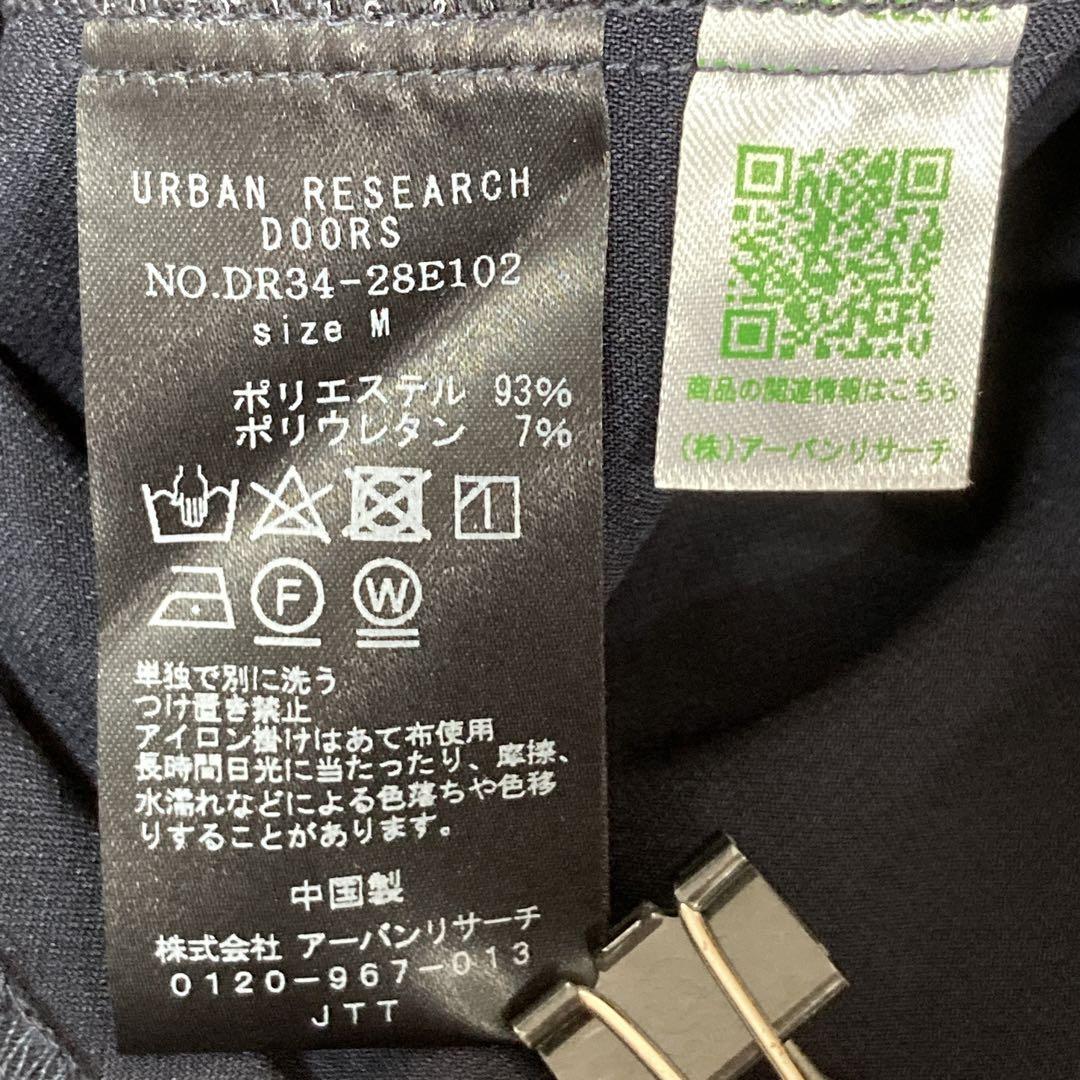 URBAN RESEARCH
DOORS
NO.DR34-28E102
size M
ポリエステル 93%
ポリウレタン 7%
F W
単独で別に洗う
つけ置き禁止
アイロン掛けはあて布使用
長時間日光に当たったり、摩擦、
水濡れなどによる色落ちや色移
りすることがあります。
中国製
株式会社 アーバンリサーチ
0120-967-013
JTT
商品の関連情報はこちら
(株)アーバンリサーチ